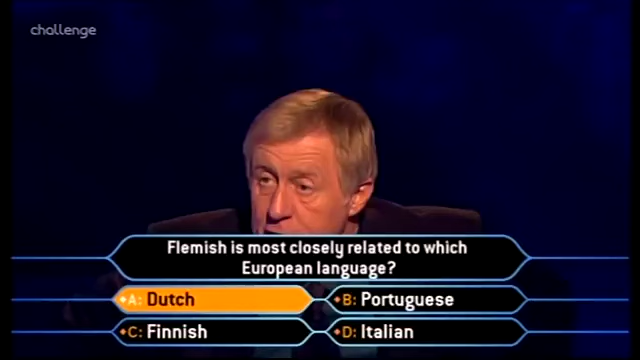 challenge
Flemish is most closely related to which
European language?
A: Dutch
B: Portuguese
C: Finnish
D: Italian